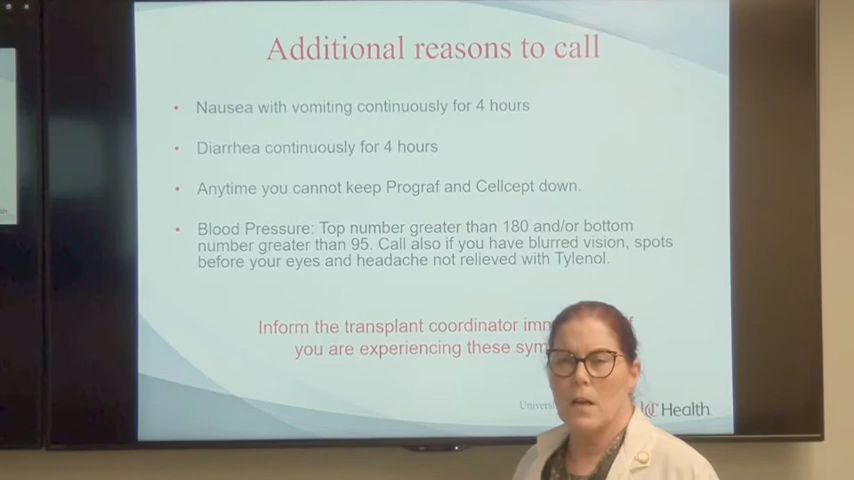 Additional reasons to call
• Nausea with vomiting continuously for 4 hours
• Diarrhea continuously for 4 hours
• Anytime you cannot keep Prograf and Cellcept down.
• Blood Pressure: Top number greater than 180 and/or bottom
number greater than 95. Call also if you have blurred vision, spots
before your eyes and headache not relieved with Tylenol.
Inform the transplant coordinator
you are experiencing these
Health